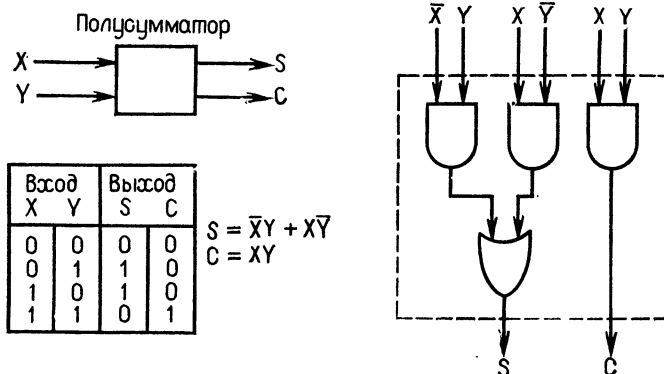 Полусумматор
X S
Y C
Вход Выход
X Y S C
0 0 0 0
0 1 1 0
1 0 1 0
1 1 0 1
S = X̅Y + XY̅
C = XY
X̅ Y X Y̅ X Y
S C